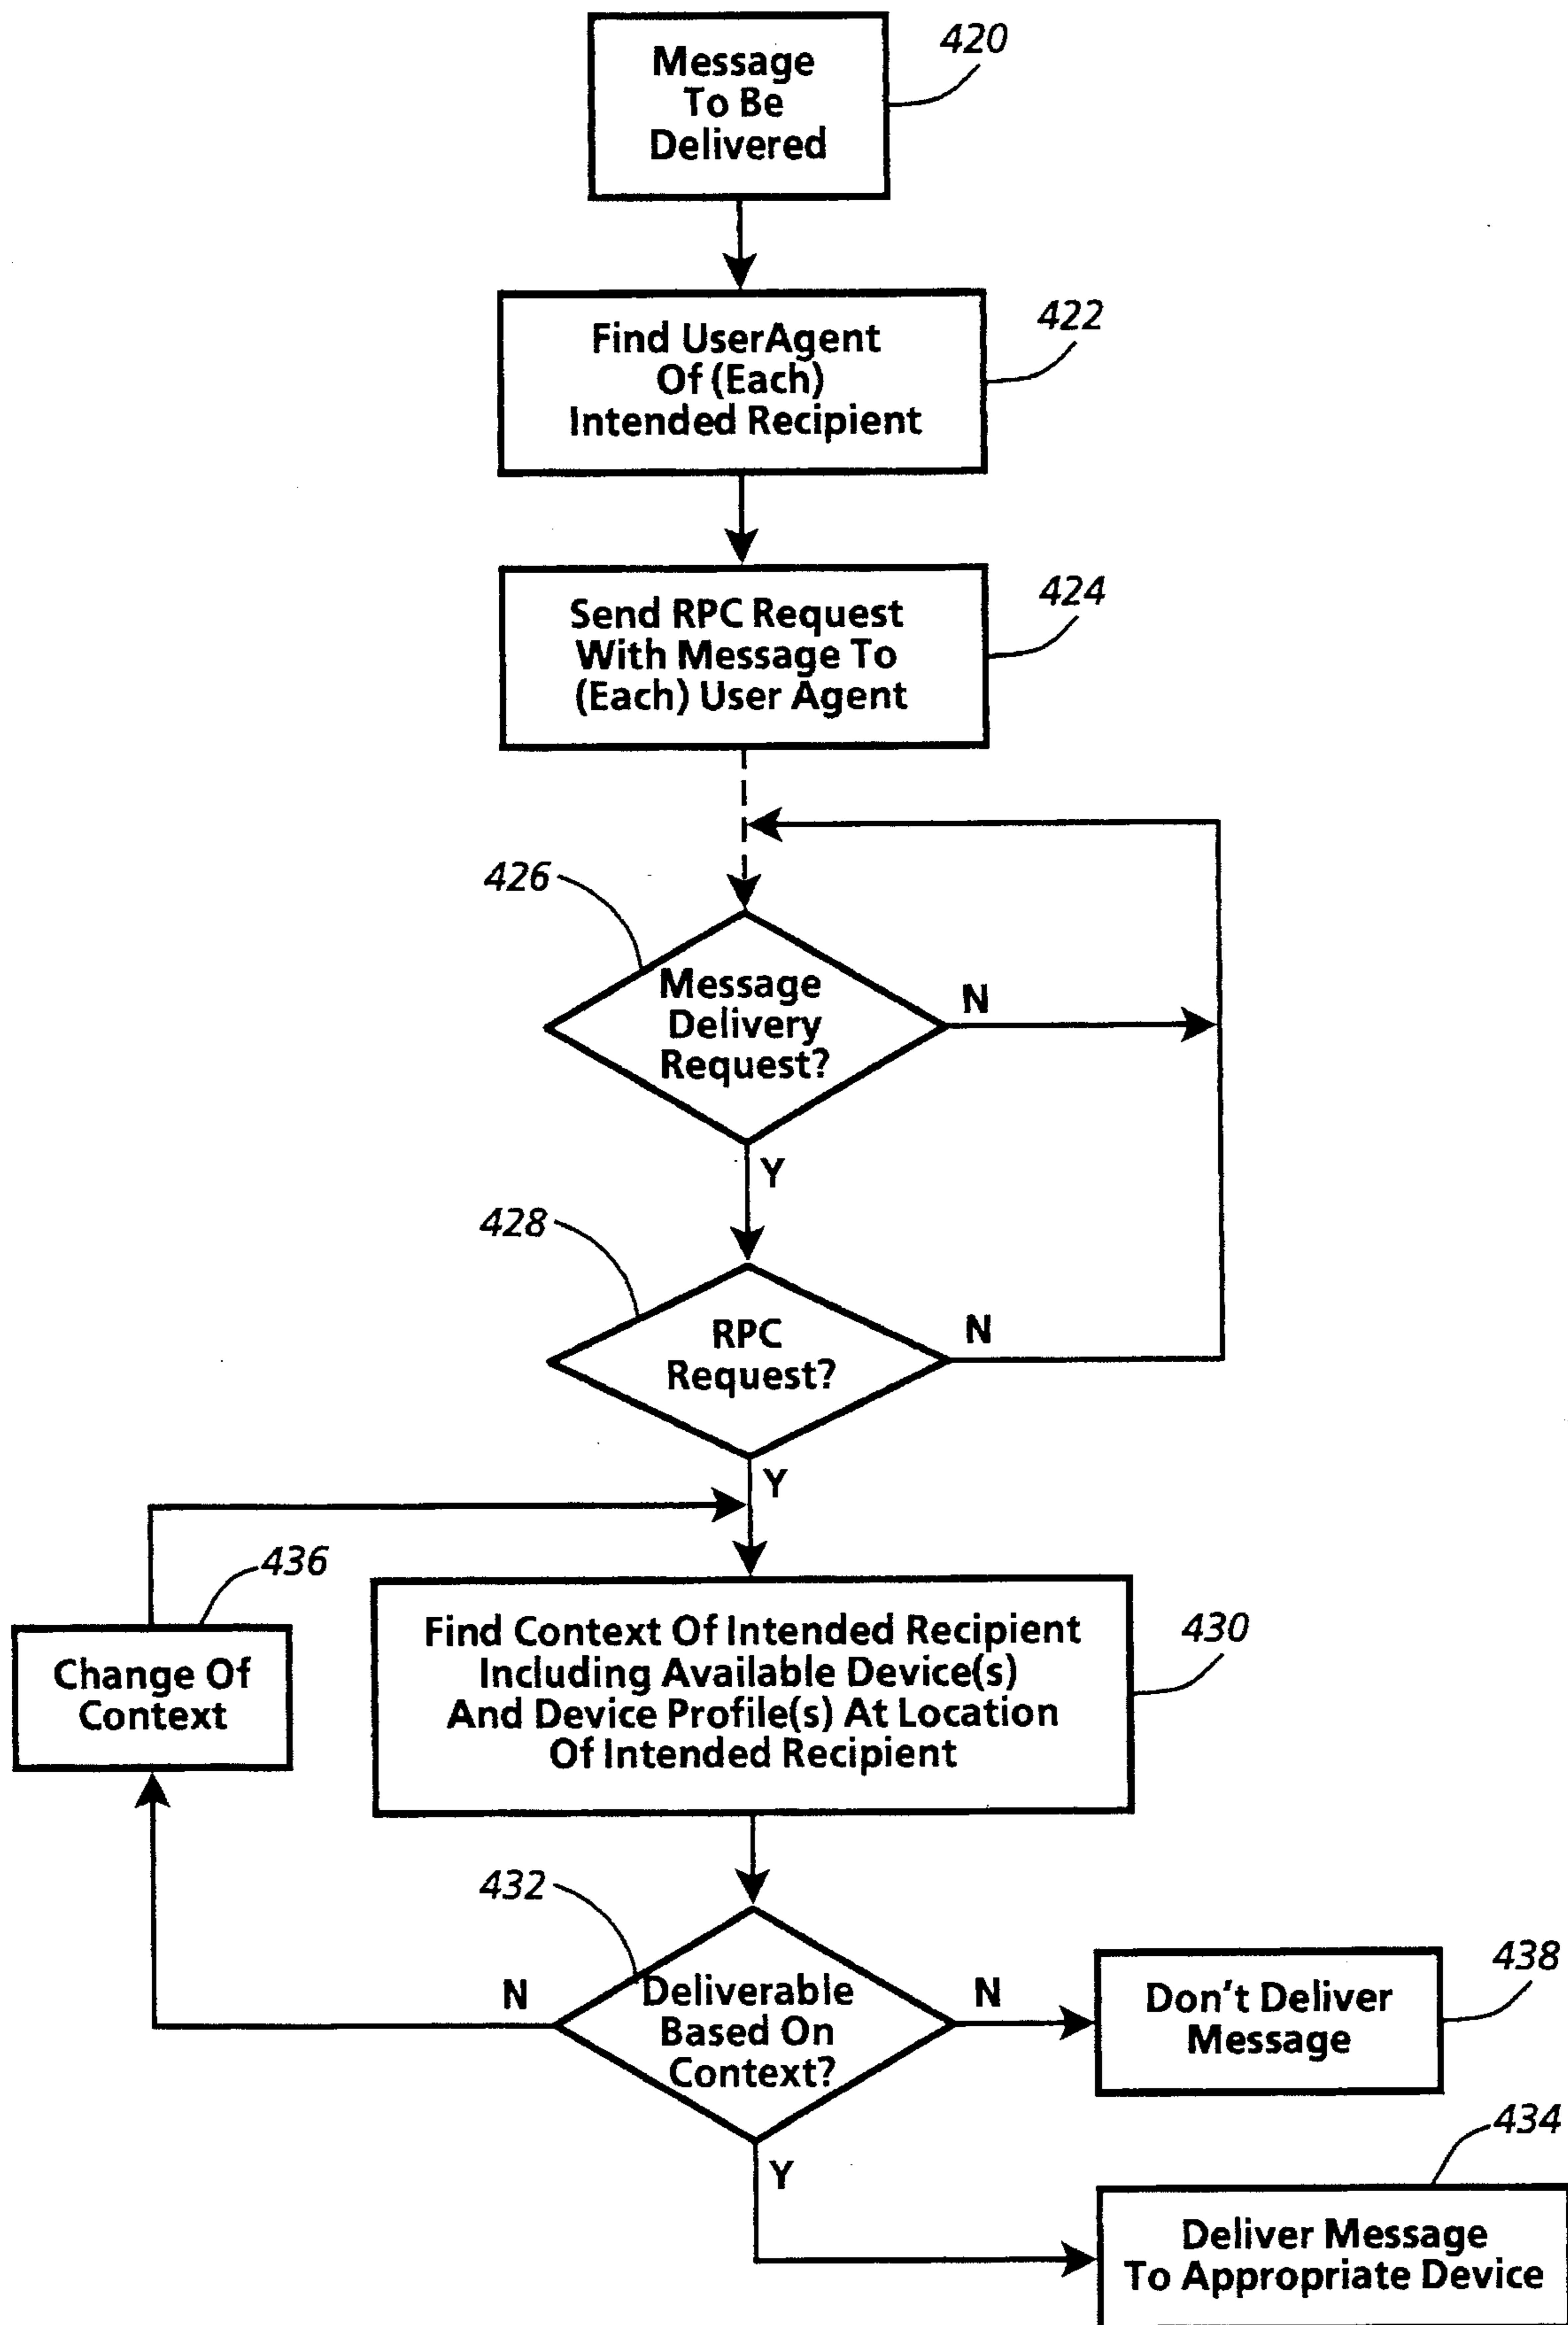 420
Message
To Be
Delivered
422
Find UserAgent
Of (Each)
Intended Recipient
424
Send RPC Request
With Message To
(Each) User Agent
426
Message
Delivery
Request?
N
Y
428
RPC
Request?
N
Y
436
Change Of
Context
430
Find Context Of Intended Recipient
Including Available Device(s)
And Device Profile(s) At Location
Of Intended Recipient
432
N
Deliverable
Based On
Context?
N
438
Don't Deliver
Message
Y
434
Deliver Message
To Appropriate Device